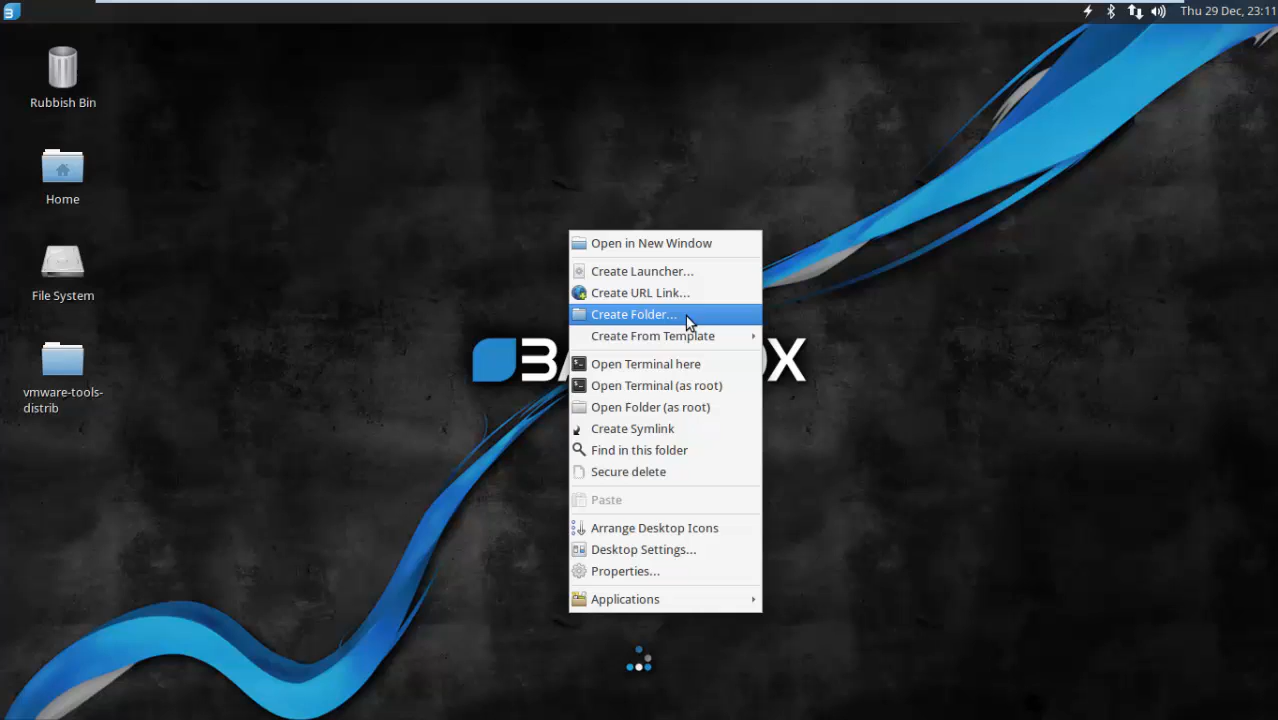 Thu 29 Dec, 23:11
Rubbish Bin
Home
File System
vmware-tools-
distrib
Open in New Window
Create Launcher...
Create URL Link...
Create Folder...
Create From Template
Open Terminal here
Open Terminal (as root)
Open Folder (as root)
Create Symlink
Find in this folder
Secure delete
Paste
Arrange Desktop Icons
Desktop Settings...
Properties...
Applications